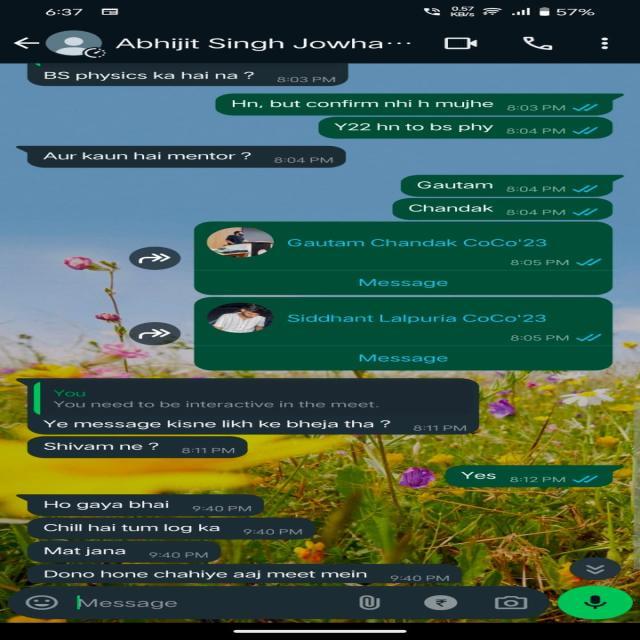 6:37
0.57 KB/s
57%
Abhijit Singh Jowha...
BS physics ka hai na ? 8:03 PM
Hn, but confirm nhi h mujhe 8:03 PM
Y22 hn to bs phy 8:04 PM
Aur kaun hai mentor ? 8:04 PM
Gautam 8:04 PM
Chandak 8:04 PM
Gautam Chandak CoCo'23
8:05 PM
Message
Siddhant Lalpuria CoCo'23
8:05 PM
Message
You
You need to be interactive in the meet.
Ye message kisne likh ke bheja tha ? 8:11 PM
Shivam ne ? 8:11 PM
Yes 8:12 PM
Ho gaya bhai 9:40 PM
Chill hai tum log ka 9:40 PM
Mat jana 9:40 PM
Dono hone chahiye aaj meet mein 9:40 PM
Message